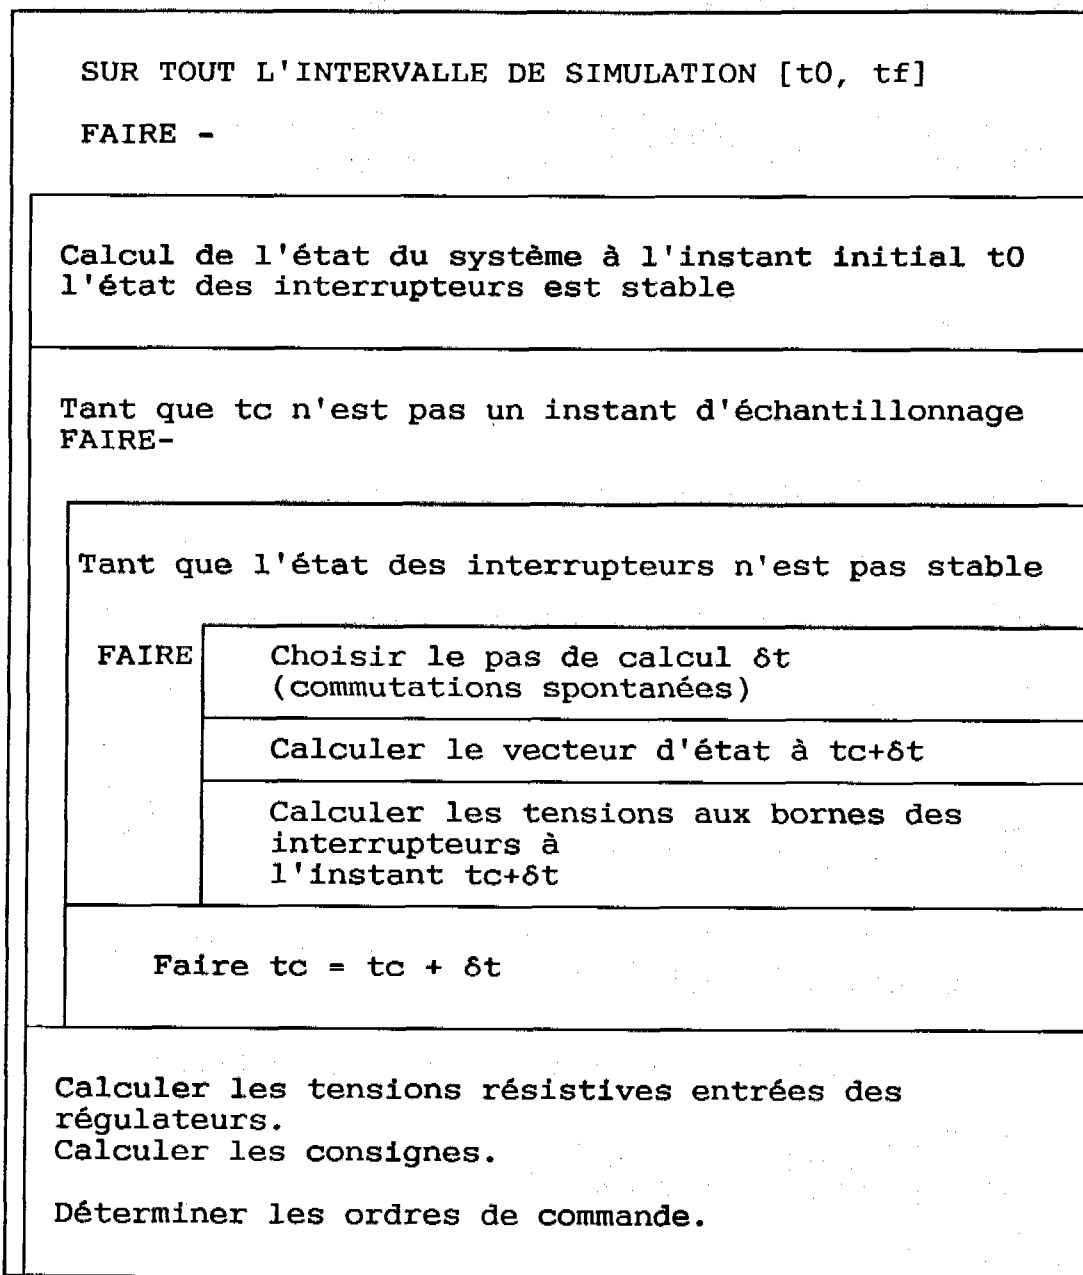 SUR TOUT L'INTERVALLE DE SIMULATION [t0, tf]
FAIRE -
Calcul de l'état du système à l'instant initial t0
l'état des interrupteurs est stable
Tant que tc n'est pas un instant d'échantillonnage
FAIRE-
Tant que l'état des interrupteurs n'est pas stable
FAIRE
Choisir le pas de calcul δt
(commutations spontanées)
Calculer le vecteur d'état à tc+δt
Calculer les tensions aux bornes des
interrupteurs à
l'instant tc+δt
Faire tc = tc + δt
Calculer les tensions résistives entrées des
régulateurs.
Calculer les consignes.
Déterminer les ordres de commande.